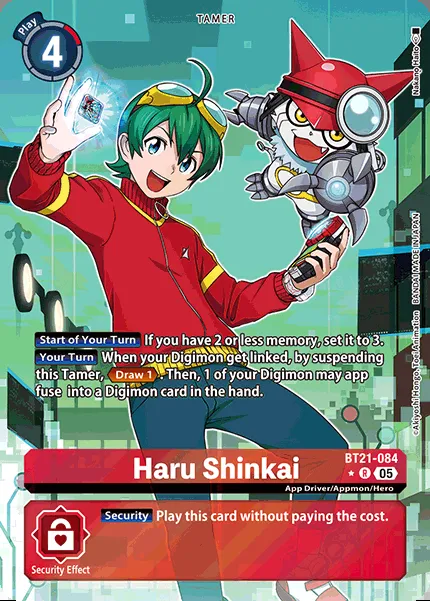 TAMER
Play
4
Nakano Haito
Start of Your Turn If you have 2 or less memory, set it to 3.
Your Turn When your Digimon get linked, by suspending
this Tamer, Draw 1. Then, 1 of your Digimon may app
fuse into a Digimon card in the hand.
©Akiyoshi Hongo, Toei Animation BANDAI MADE IN JAPAN
BT21-084
Haru Shinkai
R 05
App Driver/Appmon/Hero
Security Play this card without paying the cost.
Security Effect